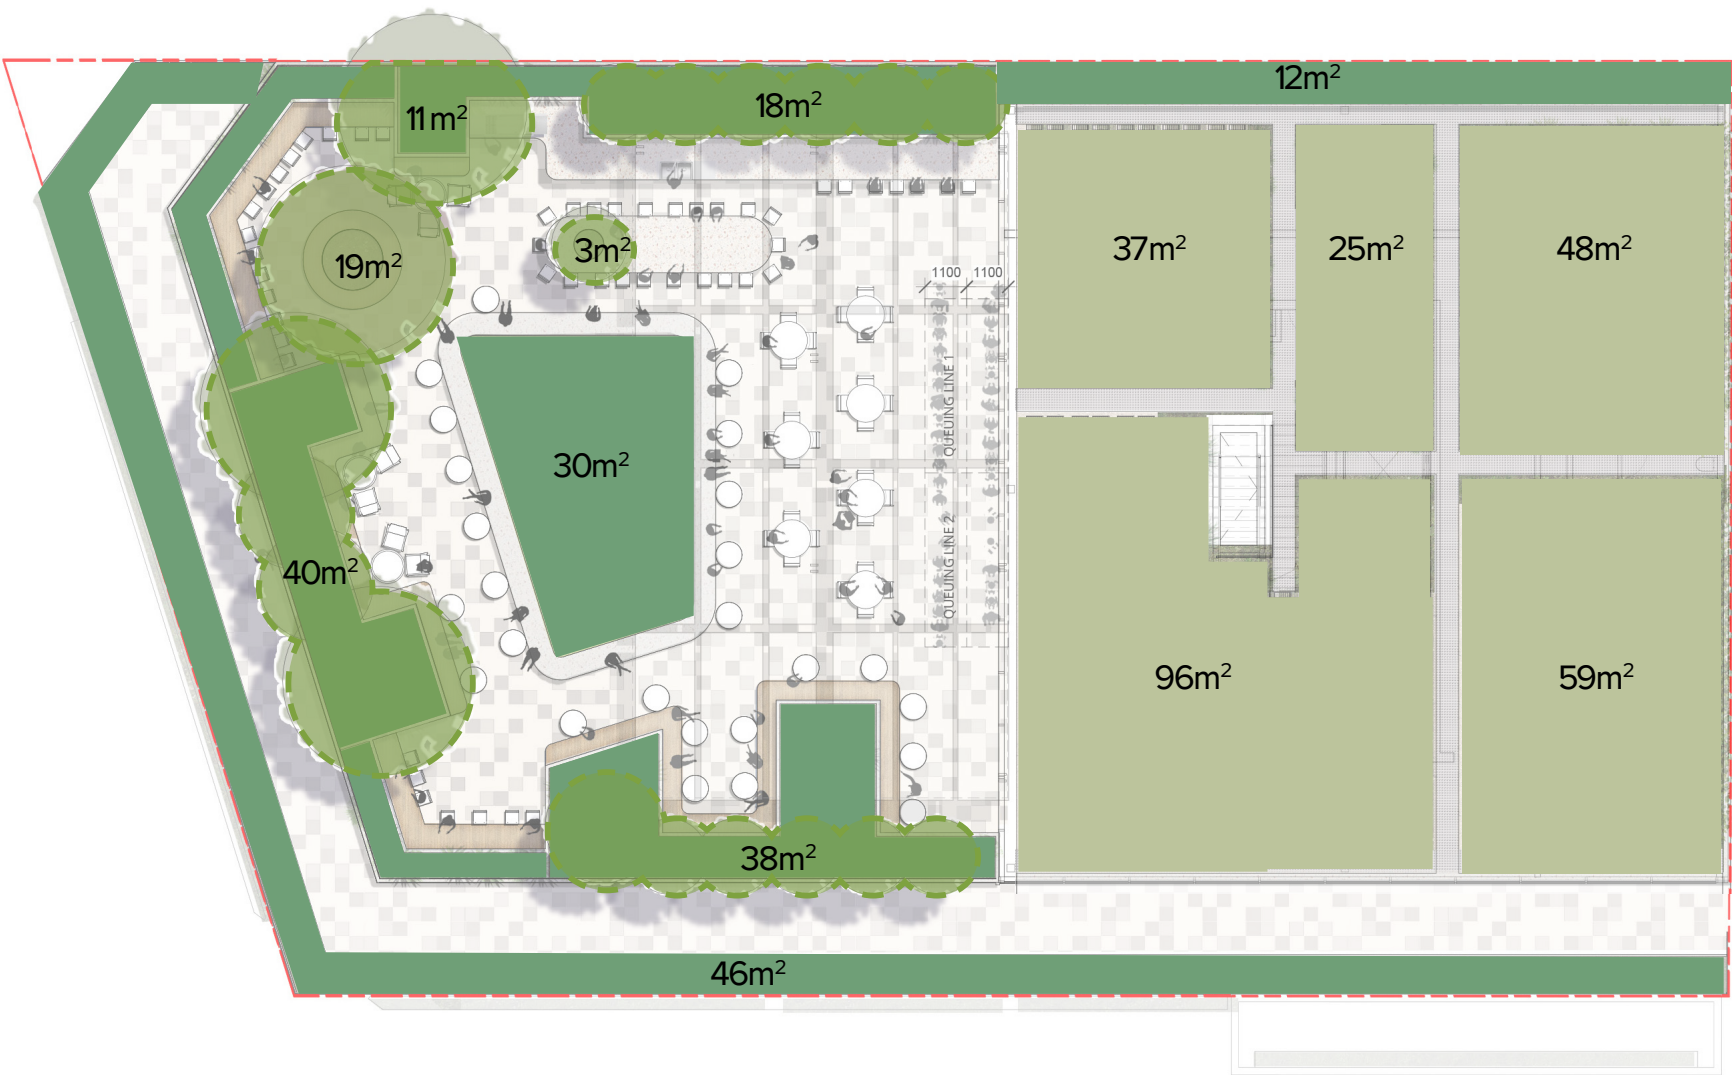 12m²
18m²
11m²
37m²
25m²
48m²
3m²
19m²
1100 1100
QUEUING LINE 1
30m²
QUEUING LINE 2
40m²
96m²
59m²
38m²
46m²